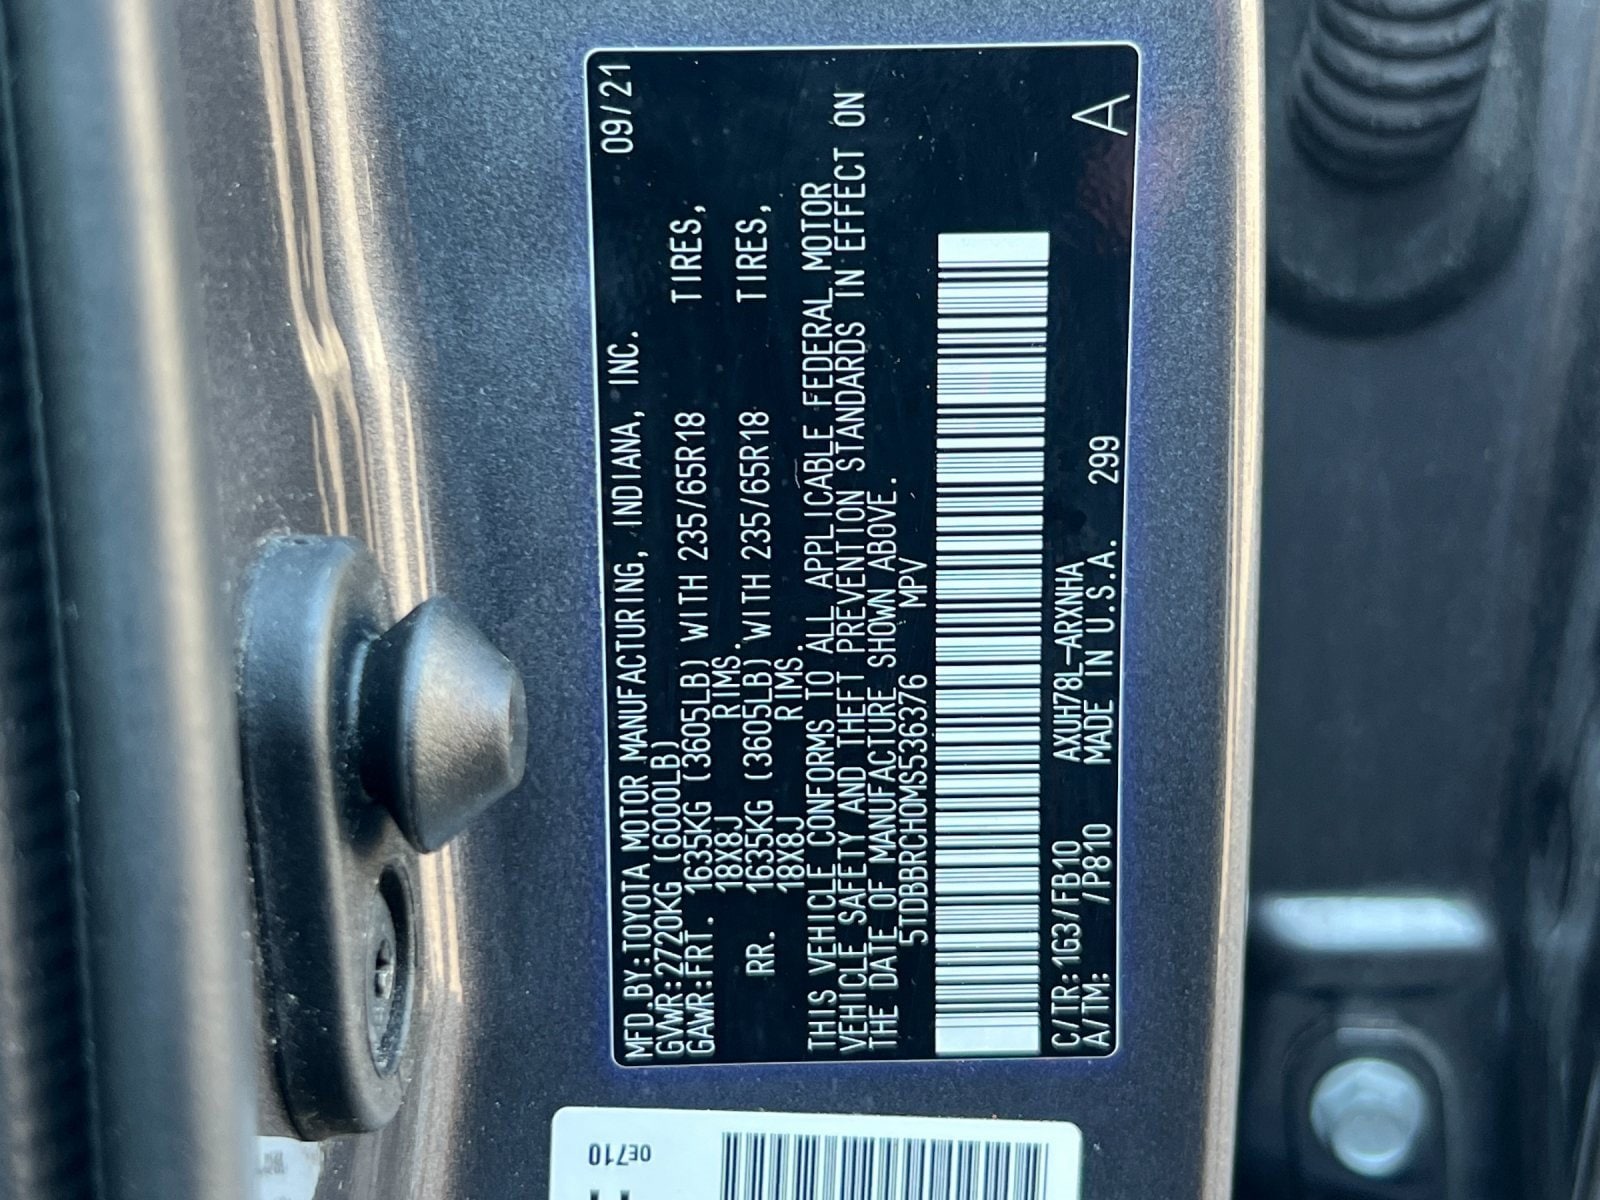 MFD.BY:TOYOTA MOTOR MANUFACTURING, INDIANA, INC. 09/21
GVWR:2720KG (6000LB)
GAWR:FRT. 1635KG (3605LB) WITH 235/65R18 TIRES,
18X8J RIMS.
RR. 1635KG (3605LB) WITH 235/65R18 TIRES,
18X8J RIMS.
THIS VEHICLE CONFORMS TO ALL APPLICABLE FEDERAL MOTOR
VEHICLE SAFETY AND THEFT PREVENTION STANDARDS IN EFFECT ON
THE DATE OF MANUFACTURE SHOWN ABOVE.
5TDBBRCH0MS536376 MPV
C/TR:1G3/FB10 AXUH78L-ARXNHA
A/TM: /P810 MADE IN U.S.A. 299
A
0E710